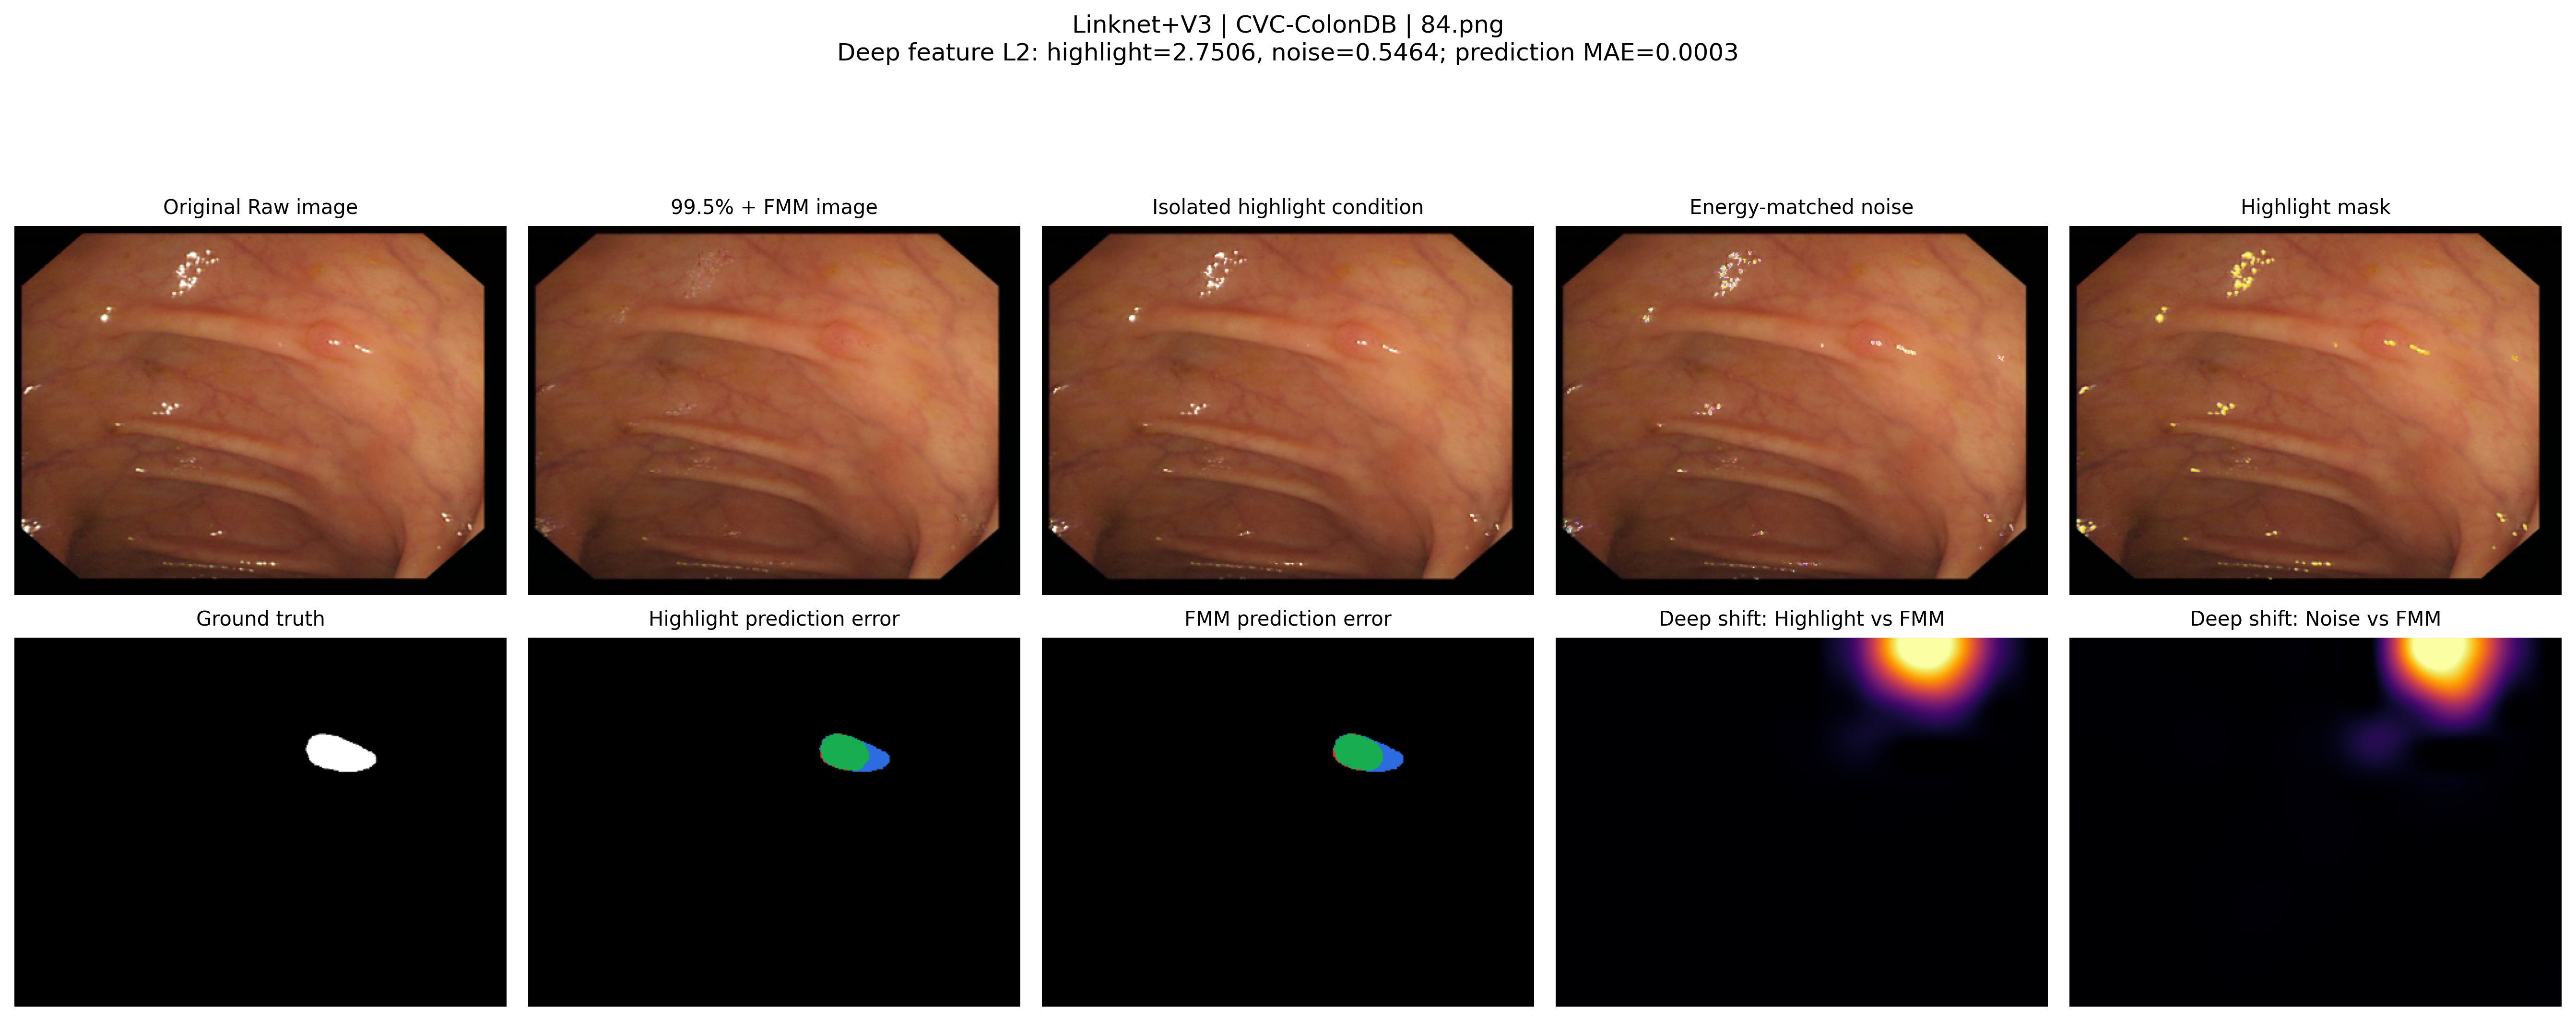 Linknet+V3 | CVC-ColonDB | 84.png
Deep feature L2: highlight=2.7506, noise=0.5464; prediction MAE=0.0003
Original Raw image
99.5% + FMM image
Isolated highlight condition
Energy-matched noise
Highlight mask
Ground truth
Highlight prediction error
FMM prediction error
Deep shift: Highlight vs FMM
Deep shift: Noise vs FMM